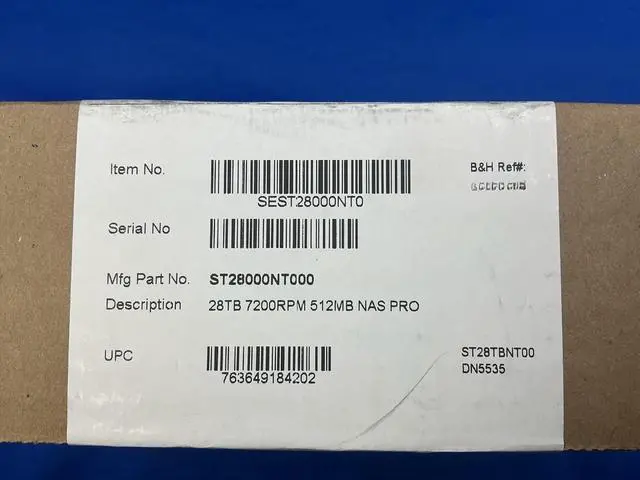 Item No.
B&H Ref#:
SEST28000NT0
Serial No
Mfg Part No. ST28000NT000
Description 28TB 7200RPM 512MB NAS PRO
UPC
763649184202
ST28TBNT00
DN5535